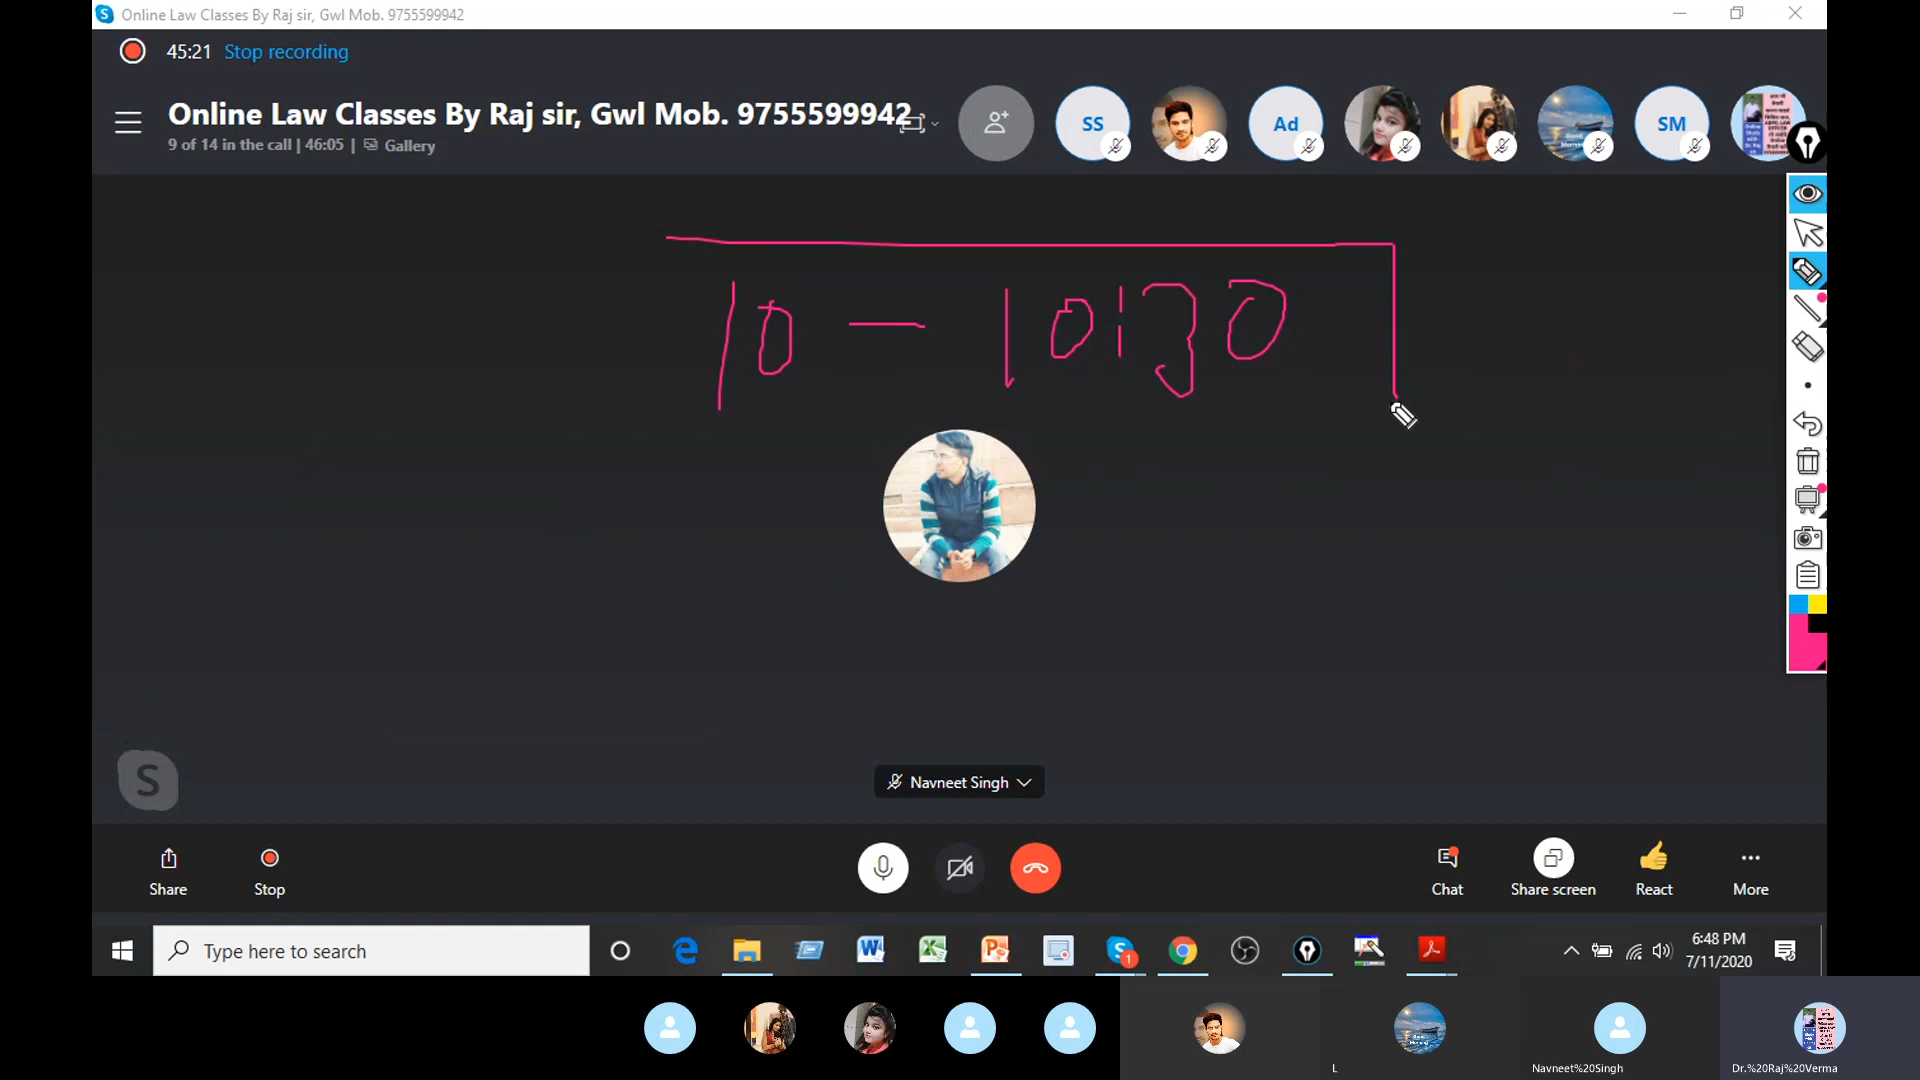 Online Law Classes By Raj sir, Gwl Mob. 9755599942
45:21 Stop recording
Online Law Classes By Raj sir, Gwl Mob. 9755599942
9 of 14 in the call | 46:05 | Gallery
SS
Ad
SM
10 — 10:30
Navneet Singh
Share
Stop
Chat
Share screen
React
More
Type here to search
1
6:48 PM
7/11/2020
L
Navneet%20Singh
Dr.%20Raj%20Verma